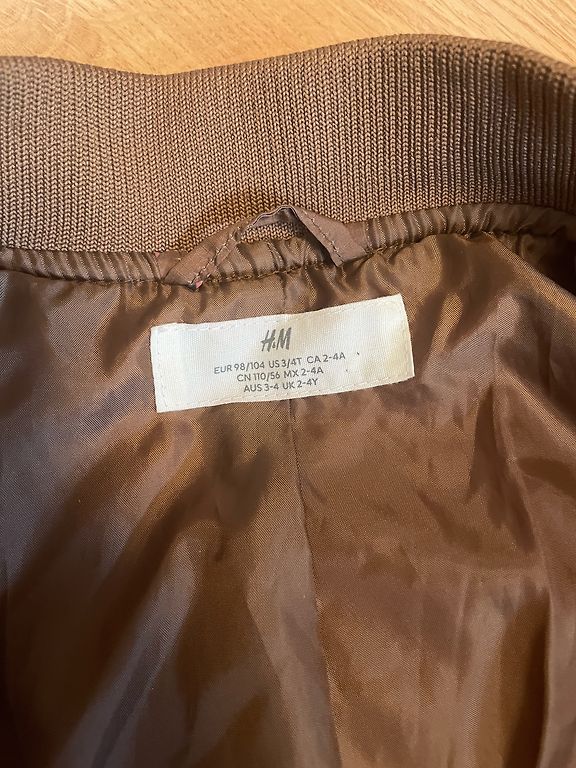 H&M
EUR 98/104 US 3/4T CA 2-4A
CN 110/56 MX 2-4A
AUS 3-4 UK 2-4Y